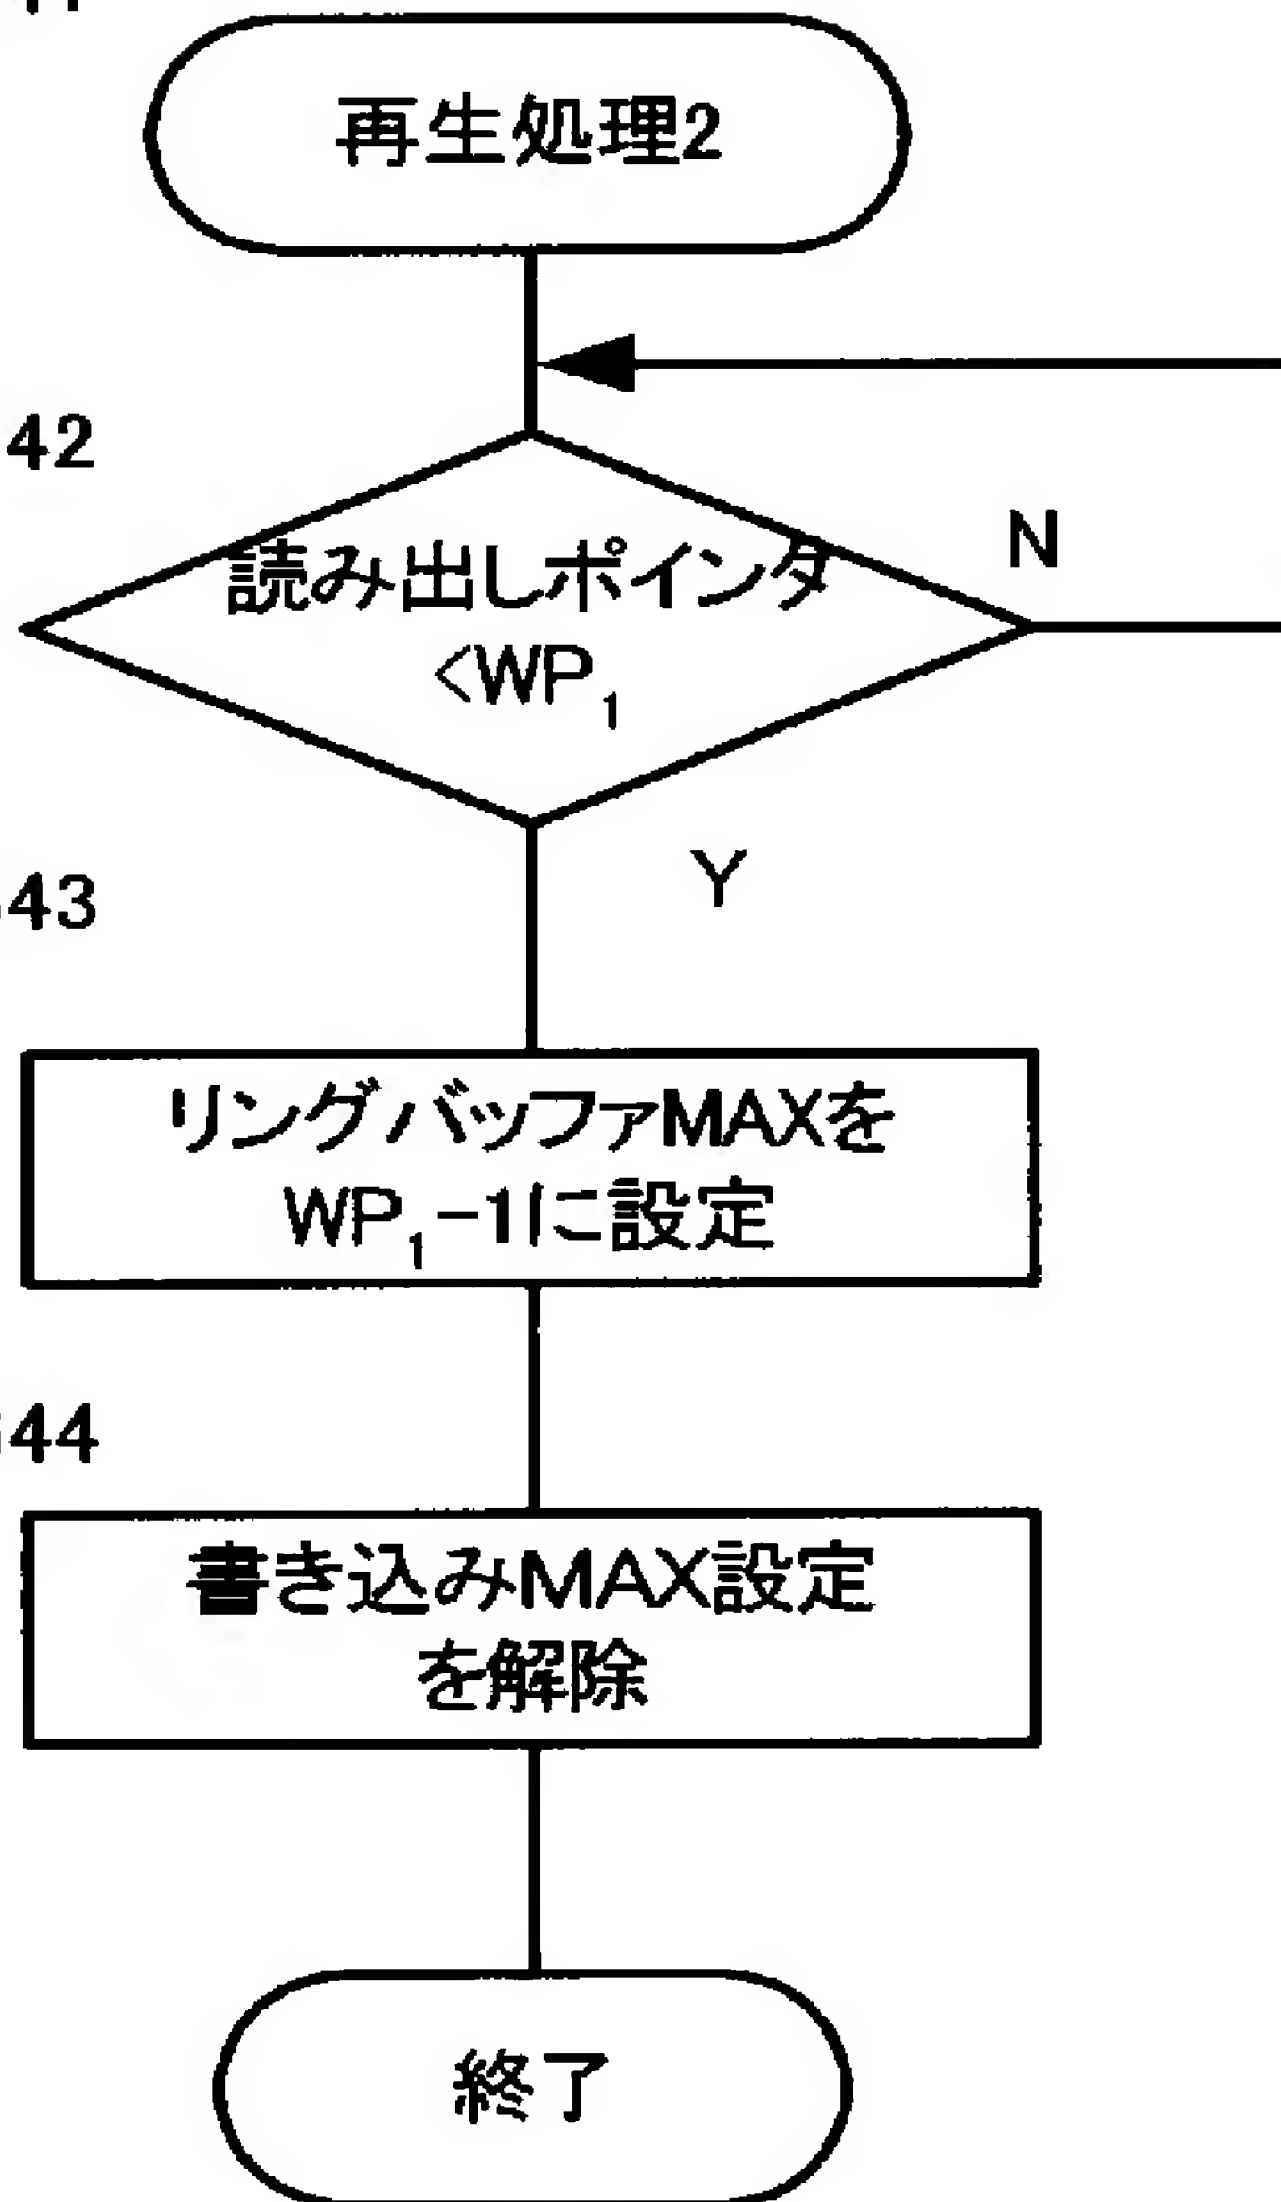 再生処理2
42
読み出しポインタ
N
<WP₁
Y
43
リングバッファMAXを
WP₁-1に設定
44
書き込みMAX設定
を解除
終了